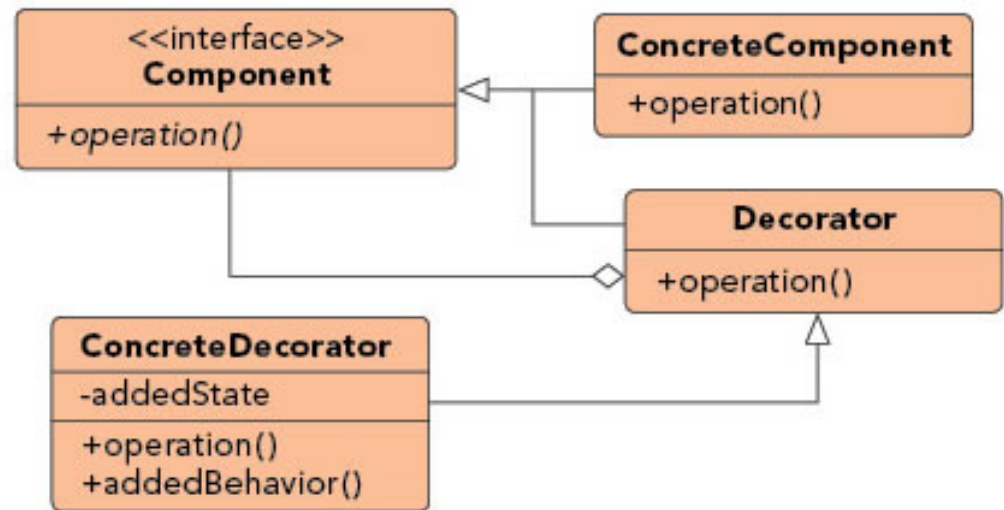 <<interface>>
Component
+operation()
ConcreteComponent
+operation()
Decorator
+operation()
ConcreteDecorator
-addedState
+operation()
+addedBehavior()